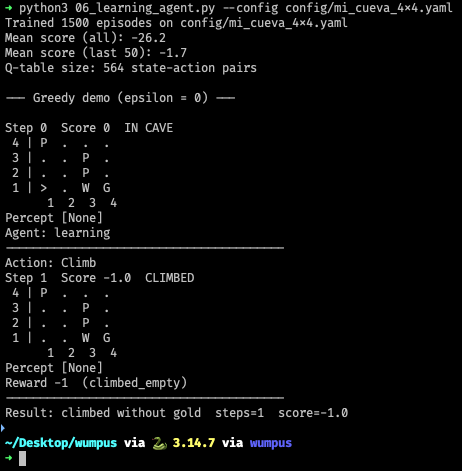 → python3 06_learning_agent.py --config config/mi_cueva_4×4.yaml
Trained 1500 episodes on config/mi_cueva_4×4.yaml
Mean score (all): -26.2
Mean score (last 50): -1.7
Q-table size: 564 state-action pairs
--- Greedy demo (epsilon = 0) ---
Step 0  Score 0  IN CAVE
 4 | P  .  .  .
 3 | .  .  P  .
 2 | .  .  P  .
 1 | >  .  W  G
      1  2  3  4
Percept [None]
Agent: learning
----------------------------------------
Action: Climb
Step 1  Score -1.0  CLIMBED
 4 | P  .  .  .
 3 | .  .  P  .
 2 | .  .  P  .
 1 | .  .  W  G
      1  2  3  4
Percept [None]
Reward -1  (climbed_empty)
----------------------------------------
Result: climbed without gold  steps=1  score=-1.0
~/Desktop/wumpus via 🐍 3.14.7 via wumpus
→